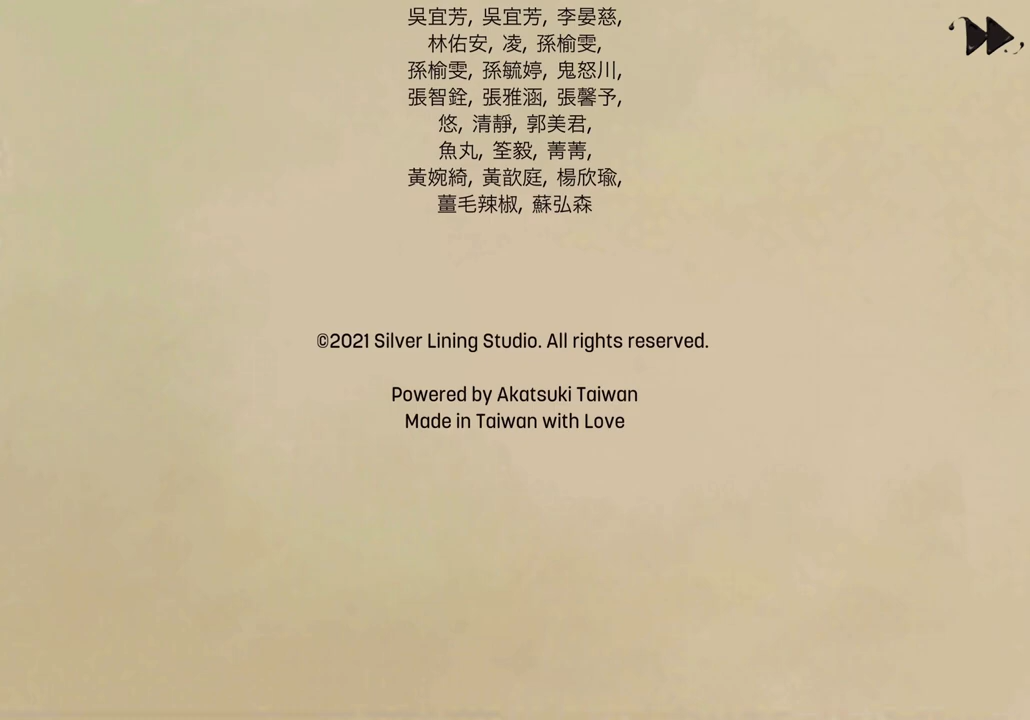 吳宜芳, 吳宜芳, 李晏慈,
林佑安, 凌, 孫榆雯,
孫榆雯, 孫毓婷, 鬼怒川,
張智銓, 張雅涵, 張馨予,
悠, 清靜, 郭美君,
魚丸, 筌毅, 菁菁,
黃婉綺, 黃歆庭, 楊欣瑜,
薑毛辣椒, 蘇弘森
©2021 Silver Lining Studio. All rights reserved.
Powered by Akatsuki Taiwan
Made in Taiwan with Love